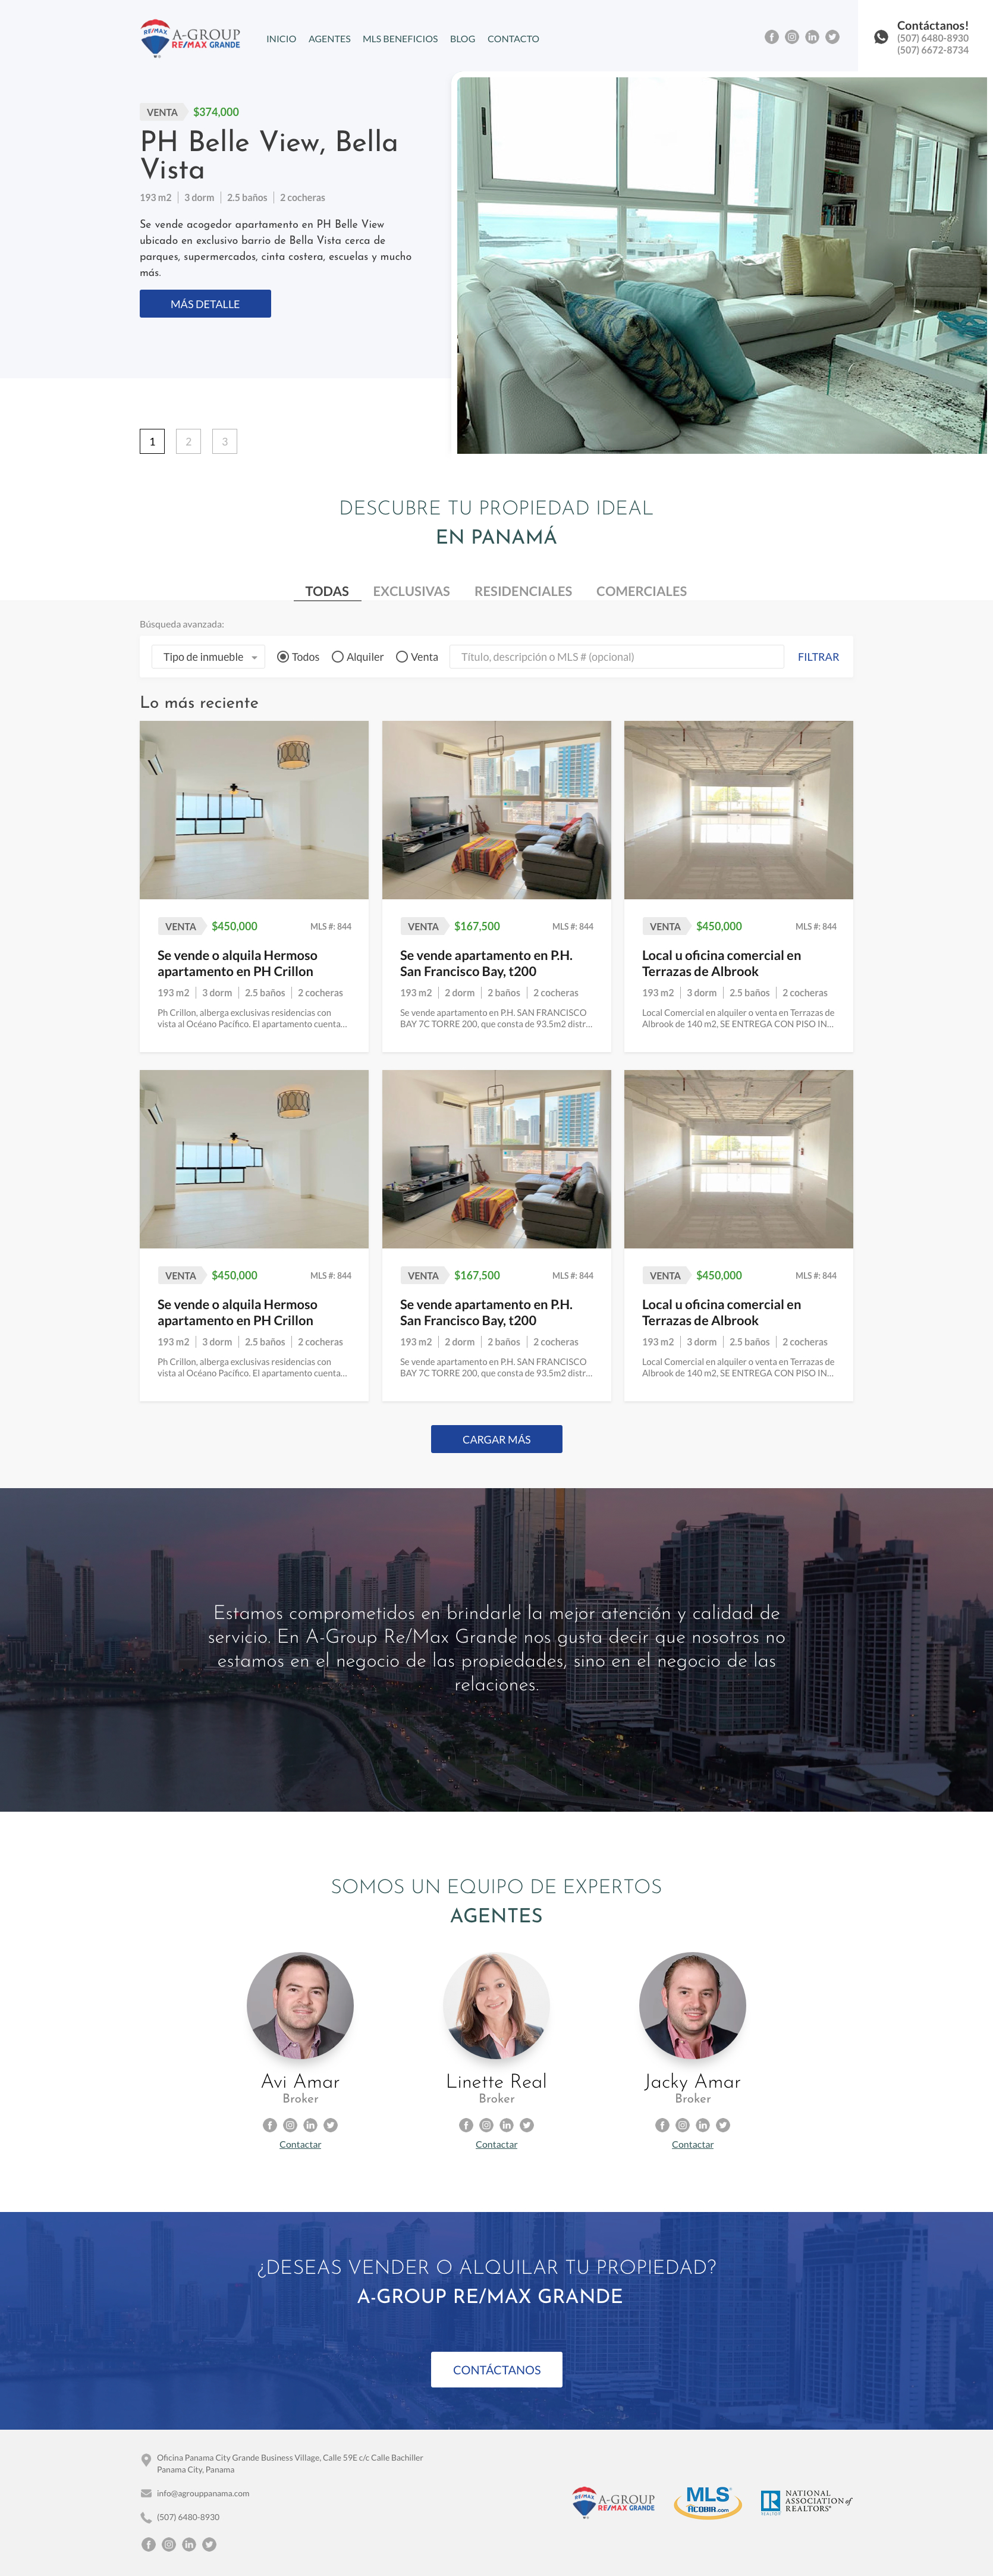 RE/MAX
A-GROUP
RE/MAX GRANDE
INICIO
AGENTES
MLS BENEFICIOS
BLOG
CONTACTO
Contáctanos!
(507) 6480-8930
(507) 6672-8734
VENTA
$374,000
PH Belle View, Bella
Vista
193 m2
3 dorm
2.5 baños
2 cocheras
Se vende acogedor apartamento en PH Belle View
ubicado en exclusivo barrio de Bella Vista cerca de
parques, supermercados, cinta costera, escuelas y mucho
más.
MÁS DETALLE
1
2
3
DESCUBRE TU PROPIEDAD IDEAL
EN PANAMÁ
TODAS
EXCLUSIVAS
RESIDENCIALES
COMERCIALES
Búsqueda avanzada:
Tipo de inmueble
Todos
Alquiler
Venta
Título, descripción o MLS # (opcional)
FILTRAR
Lo más reciente
VENTA
$450,000
MLS #: 844
Se vende o alquila Hermoso
apartamento en PH Crillon
193 m2
3 dorm
2.5 baños
2 cocheras
Ph Crillon, alberga exclusivas residencias con
vista al Océano Pacífico. El apartamento cuenta...
VENTA
$167,500
MLS #: 844
Se vende apartamento en P.H.
San Francisco Bay, t200
193 m2
2 dorm
2 baños
2 cocheras
Se vende apartamento en P.H. SAN FRANCISCO
BAY 7C TORRE 200, que consta de 93.5m2 distr...
VENTA
$450,000
MLS #: 844
Local u oficina comercial en
Terrazas de Albrook
193 m2
3 dorm
2.5 baños
2 cocheras
Local Comercial en alquiler o venta en Terrazas de
Albrook de 140 m2, SE ENTREGA CON PISO IN...
VENTA
$450,000
MLS #: 844
Se vende o alquila Hermoso
apartamento en PH Crillon
193 m2
3 dorm
2.5 baños
2 cocheras
Ph Crillon, alberga exclusivas residencias con
vista al Océano Pacífico. El apartamento cuenta...
VENTA
$167,500
MLS #: 844
Se vende apartamento en P.H.
San Francisco Bay, t200
193 m2
2 dorm
2 baños
2 cocheras
Se vende apartamento en P.H. SAN FRANCISCO
BAY 7C TORRE 200, que consta de 93.5m2 distr...
VENTA
$450,000
MLS #: 844
Local u oficina comercial en
Terrazas de Albrook
193 m2
3 dorm
2.5 baños
2 cocheras
Local Comercial en alquiler o venta en Terrazas de
Albrook de 140 m2, SE ENTREGA CON PISO IN...
CARGAR MÁS
Estamos comprometidos en brindarle la mejor atención y calidad de
servicio. En A-Group Re/Max Grande nos gusta decir que nosotros no
estamos en el negocio de las propiedades, sino en el negocio de las
relaciones.
SOMOS UN EQUIPO DE EXPERTOS
AGENTES
Avi Amar
Broker
Contactar
Linette Real
Broker
Contactar
Jacky Amar
Broker
Contactar
¿DESEAS VENDER O ALQUILAR TU PROPIEDAD?
A-GROUP RE/MAX GRANDE
CONTÁCTANOS
Oficina Panama City Grande Business Village, Calle 59E c/c Calle Bachiller
Panama City, Panama
info@agrouppanama.com
(507) 6480-8930
RE/MAX
A-GROUP
RE/MAX GRANDE
MLS
ACOBIR.com
R
REALTOR
NATIONAL
ASSOCIATION of
REALTORS®